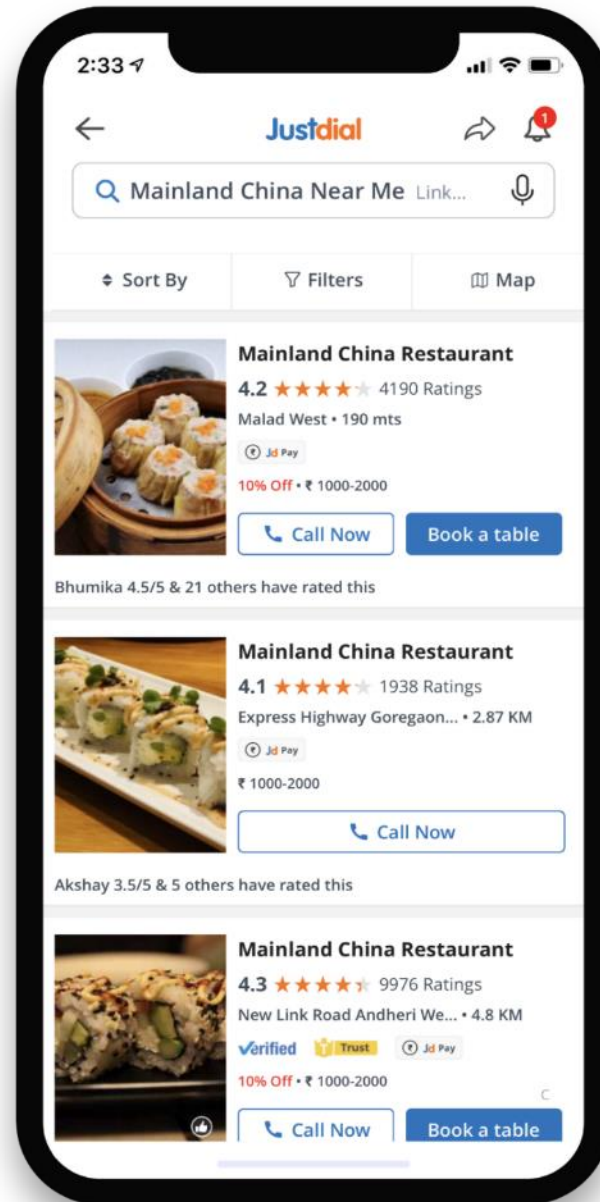 2:33
Justdial
1
Mainland China Near Me Link...
Sort By
Filters
Map
Mainland China Restaurant
4.2 ★★★★★ 4190 Ratings
Malad West • 190 mts
₹ Jd Pay
10% Off • ₹ 1000-2000
Call Now
Book a table
Bhumika 4.5/5 & 21 others have rated this
Mainland China Restaurant
4.1 ★★★★★ 1938 Ratings
Express Highway Goregaon... • 2.87 KM
₹ Jd Pay
₹ 1000-2000
Call Now
Akshay 3.5/5 & 5 others have rated this
Mainland China Restaurant
4.3 ★★★★★ 9976 Ratings
New Link Road Andheri We... • 4.8 KM
Verified
Trust
₹ Jd Pay
10% Off • ₹ 1000-2000
C
Call Now
Book a table